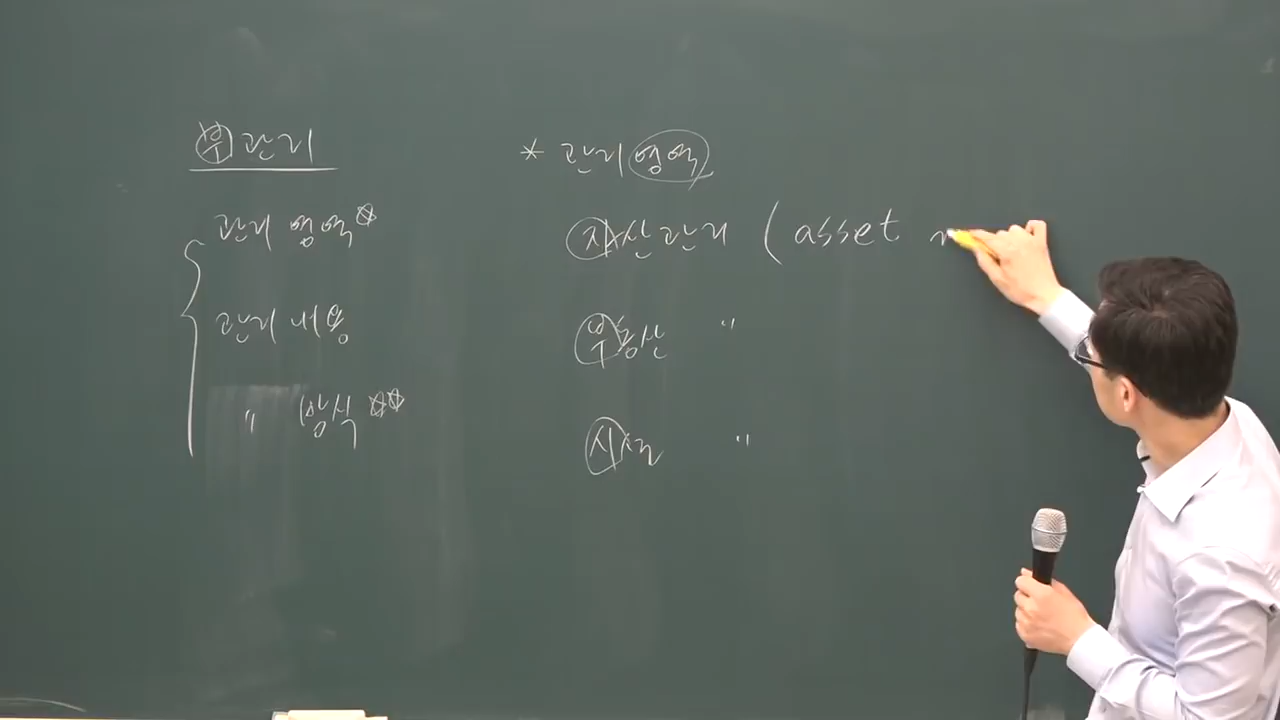 부관리
관리 영역
관리 내용
" 방식
* 관리 영역
자산관리 (asset m
부동산 "
시설 "